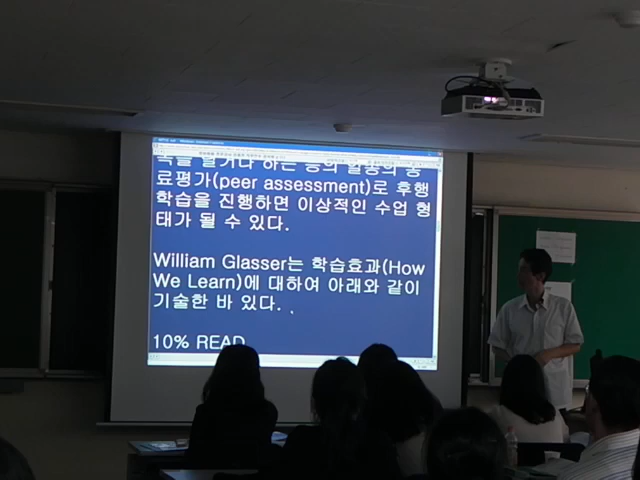 료평가(peer assessment)로 후행
학습을 진행하면 이상적인 수업 형
태가 될 수 있다.
William Glasser는 학습효과(How
We Learn)에 대하여 아래와 같이
기술한 바 있다.
10% READ